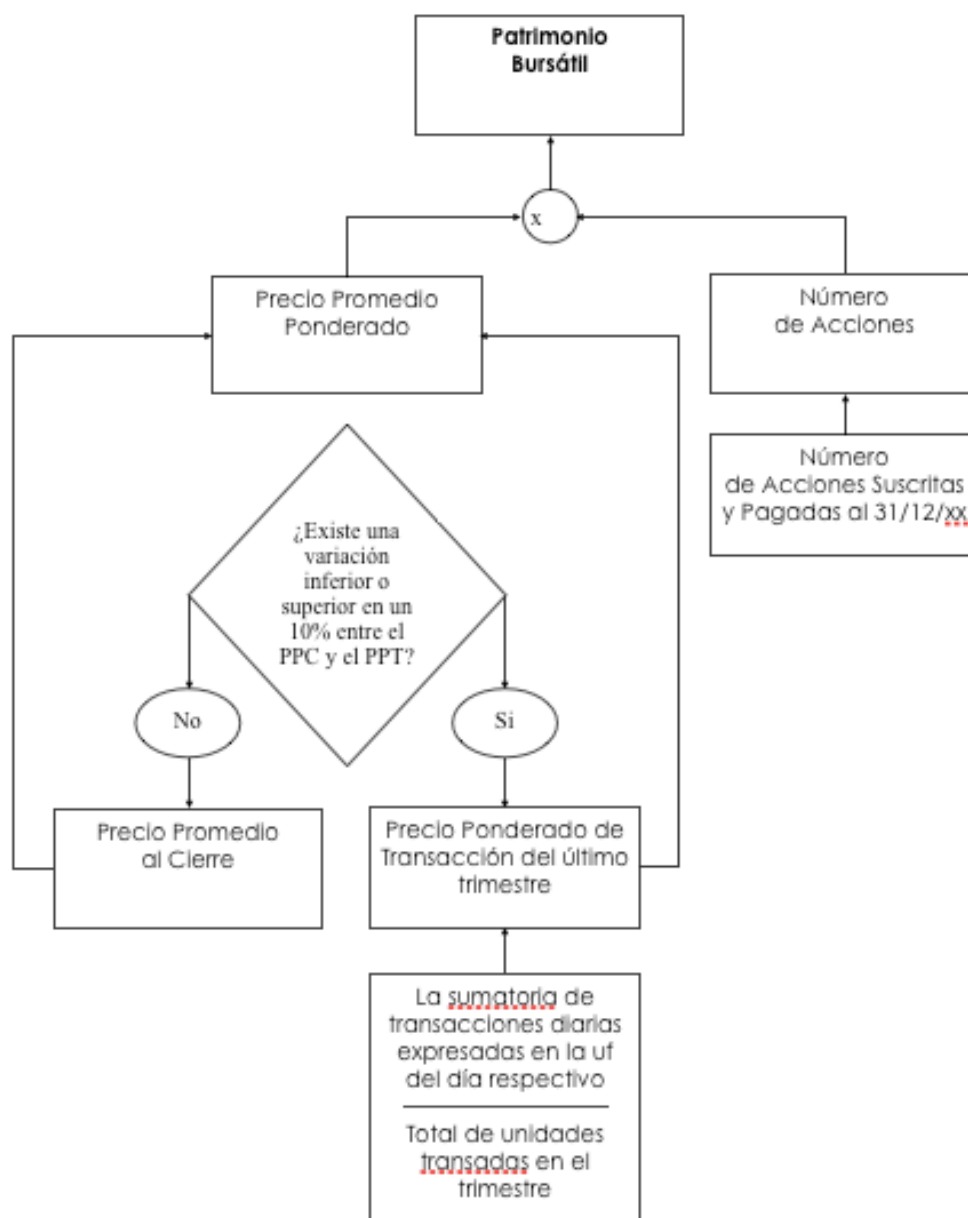 Patrimonio
Bursátil
x
Precio Promedio
Ponderado
Número
de Acciones
Número
de Acciones Suscritas
y Pagadas al 31/12/xx
¿Existe una
variación
inferior o
superior en un
10% entre el
PPC y el PPT?
No
Si
Precio Promedio
al Cierre
Precio Ponderado de
Transacción del último
trimestre
La sumatoria de
transacciones diarias
expresadas en la uf
del día respectivo
Total de unidades
transadas en el
trimestre